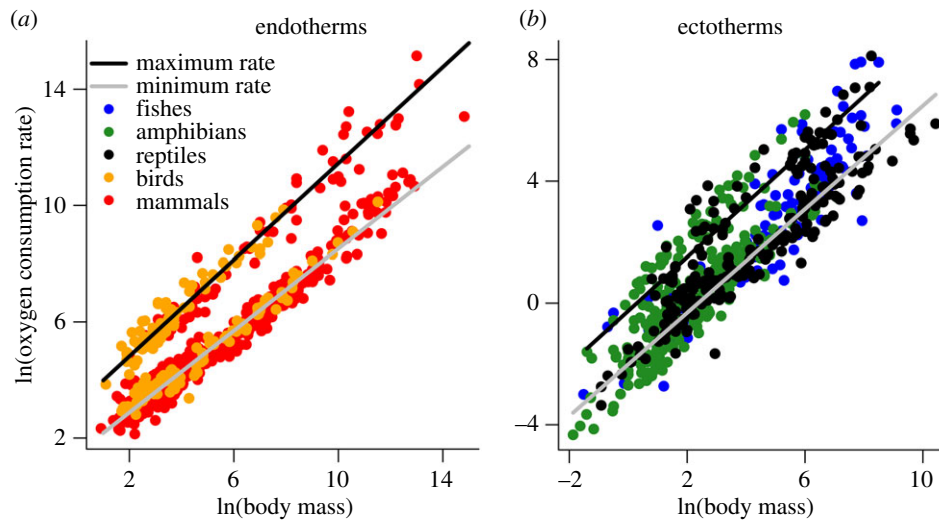 (a)
endotherms
maximum rate
minimum rate
fishes
amphibians
reptiles
birds
mammals
ln(oxygen consumption rate)
14
10
6
2
2
6
10
14
ln(body mass)
(b)
ectotherms
8
4
0
−4
−2
2
6
10
ln(body mass)